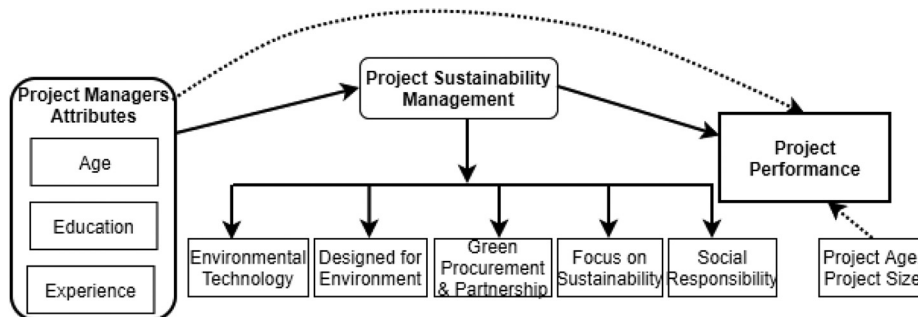 Project Managers
Attributes
Age
Education
Experience
Project Sustainability
Management
Project
Performance
Environmental
Technology
Designed for
Environment
Green
Procurement
& Partnership
Focus on
Sustainability
Social
Responsibility
Project Age
Project Size